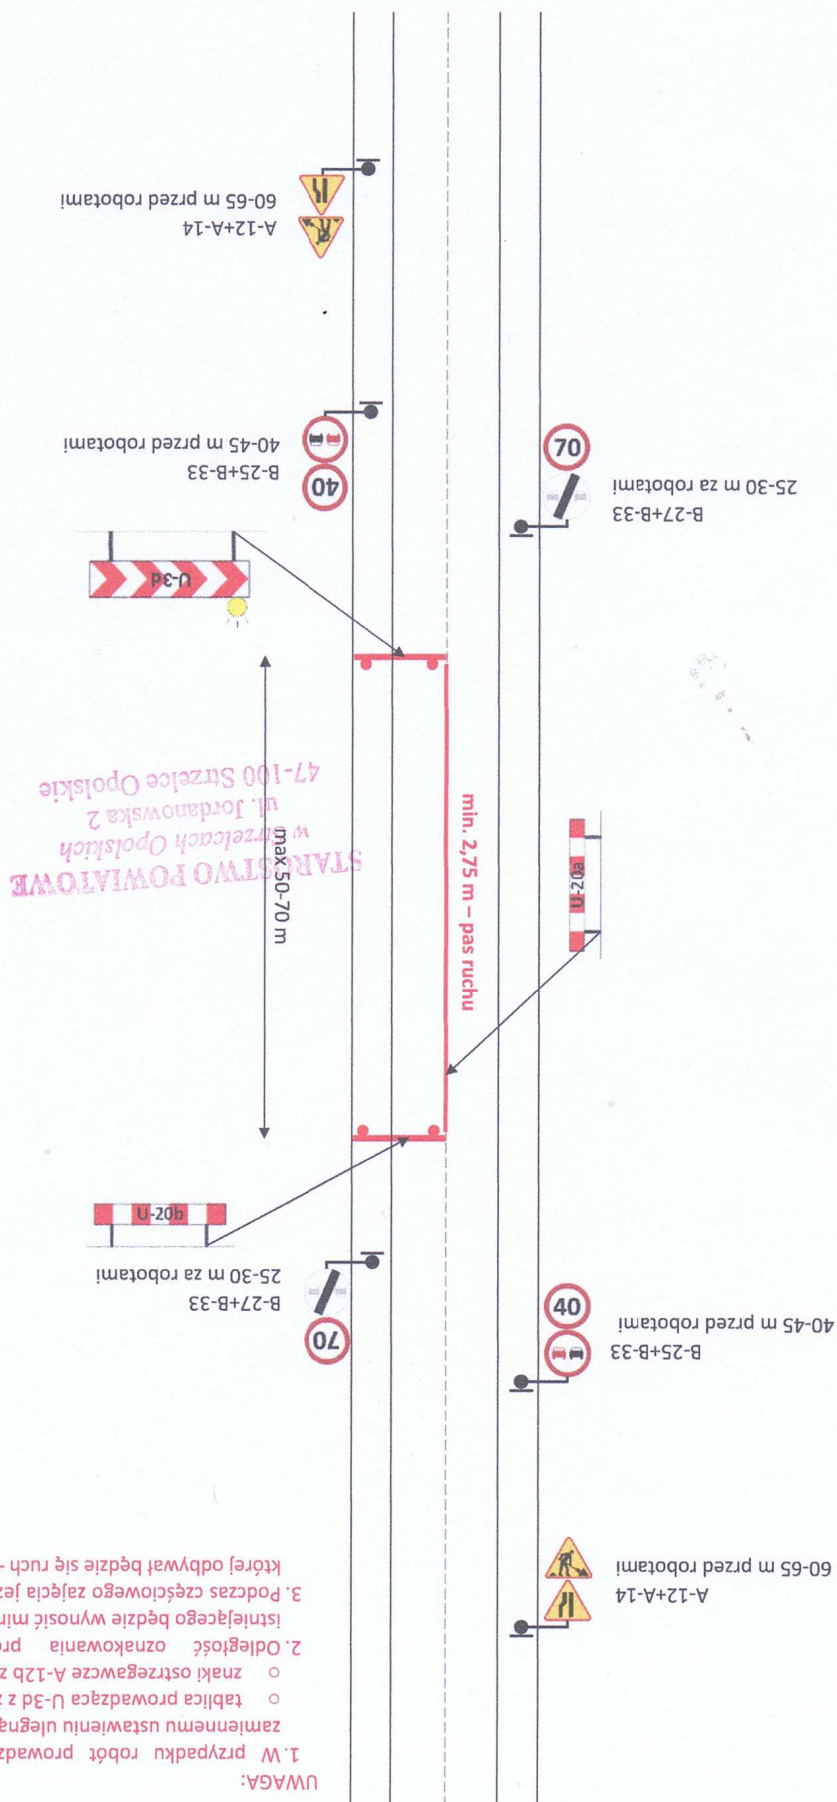 UWAGA:
1. W przypadku robót prowadz
zamiennemu ustawieniu ulegną
○ tablica prowadząca U-3d z
○ znaki ostrzegawcze A-12b z
2. Odległość oznakowania
istniejącego będzie wynosić
3. Podczas częściowego zajęcia
której odbywał będzie się ruch -
A-12+A-14
60-65 m przed robotami
B-25+B-33
40-45 m przed robotami
40
70
B-27+B-33
25-30 m za robotami
U-20b
U-20a
min. 2,75 m – pas ruchu
max 50-70 m
STAROSTWO POWIATOWE
w Strzelcach Opolskich
ul. Jordanowska 2
47-100 Strzelce Opolskie
U-3d
B-27+B-33
25-30 m za robotami
70
40
B-25+B-33
40-45 m przed robotami
A-12+A-14
60-65 m przed robotami